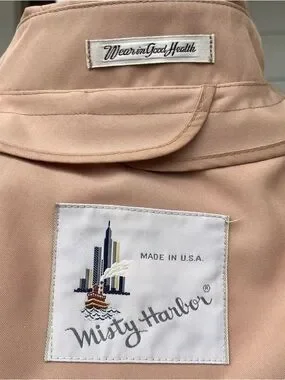 Wear in Good Health
MADE IN U.S.A.
Misty Harbor®